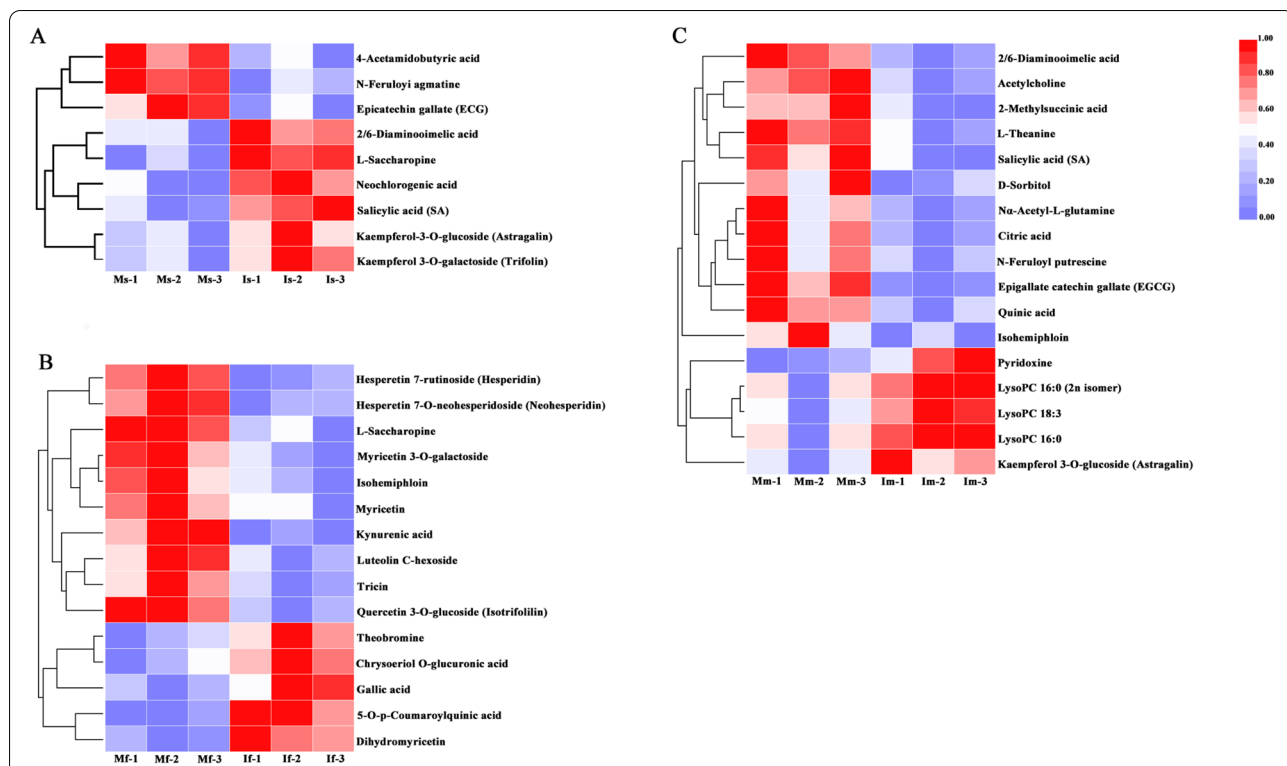 A
4-Acetamidobutyric acid
N-Feruloyi agmatine
Epicatechin gallate (ECG)
2/6-Diaminooimelic acid
L-Saccharopine
Neochlorogenic acid
Salicylic acid (SA)
Kaempferol-3-O-glucoside (Astragalin)
Kaempferol 3-O-galactoside (Trifolin)
Ms-1 Ms-2 Ms-3 Is-1 Is-2 Is-3
B
Hesperetin 7-rutinoside (Hesperidin)
Hesperetin 7-O-neohesperidoside (Neohesperidin)
L-Saccharopine
Myricetin 3-O-galactoside
Isohemiphloin
Myricetin
Kynurenic acid
Luteolin C-hexoside
Tricin
Quercetin 3-O-glucoside (Isotrifolilin)
Theobromine
Chrysoeriol O-glucuronic acid
Gallic acid
5-O-p-Coumaroylquinic acid
Dihydromyricetin
Mf-1 Mf-2 Mf-3 If-1 If-2 If-3
C
2/6-Diaminooimelic acid
Acetylcholine
2-Methylsuccinic acid
L-Theanine
Salicylic acid (SA)
D-Sorbitol
Nα-Acetyl-L-glutamine
Citric acid
N-Feruloyl putrescine
Epigallate catechin gallate (EGCG)
Quinic acid
Isohemiphloin
Pyridoxine
LysoPC 16:0 (2n isomer)
LysoPC 18:3
LysoPC 16:0
Kaempferol 3-O-glucoside (Astragalin)
Mm-1 Mm-2 Mm-3 Im-1 Im-2 Im-3
1.00
0.80
0.60
0.40
0.20
0.00